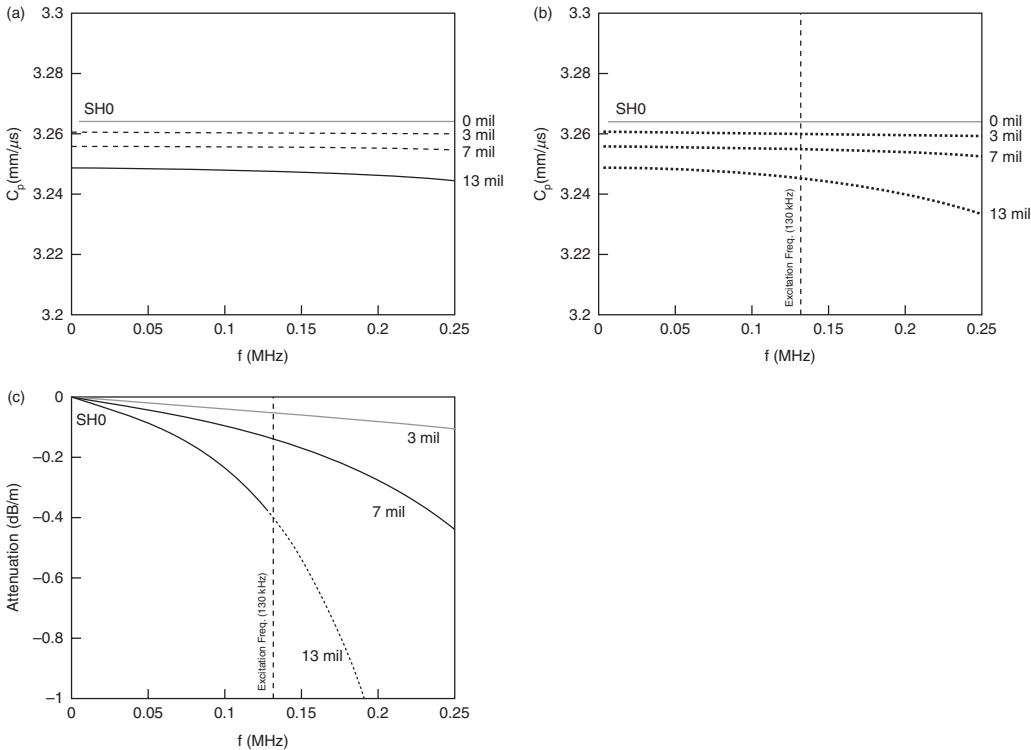 (a)
3.3
3.28
3.26
3.24
3.22
3.2
C_p (mm/μs)
SH0
0 mil
3 mil
7 mil
13 mil
0
0.05
0.1
0.15
0.2
0.25
f (MHz)
(b)
3.3
3.28
3.26
3.24
3.22
3.2
C_p (mm/μs)
SH0
Excitation Freq. (130 kHz)
0 mil
3 mil
7 mil
13 mil
0
0.05
0.1
0.15
0.2
0.25
f (MHz)
(c)
0
−0.2
−0.4
−0.6
−0.8
−1
Attenuation (dB/m)
SH0
3 mil
7 mil
13 mil
Excitation Freq. (130 kHz)
0
0.05
0.1
0.15
0.2
0.25
f (MHz)